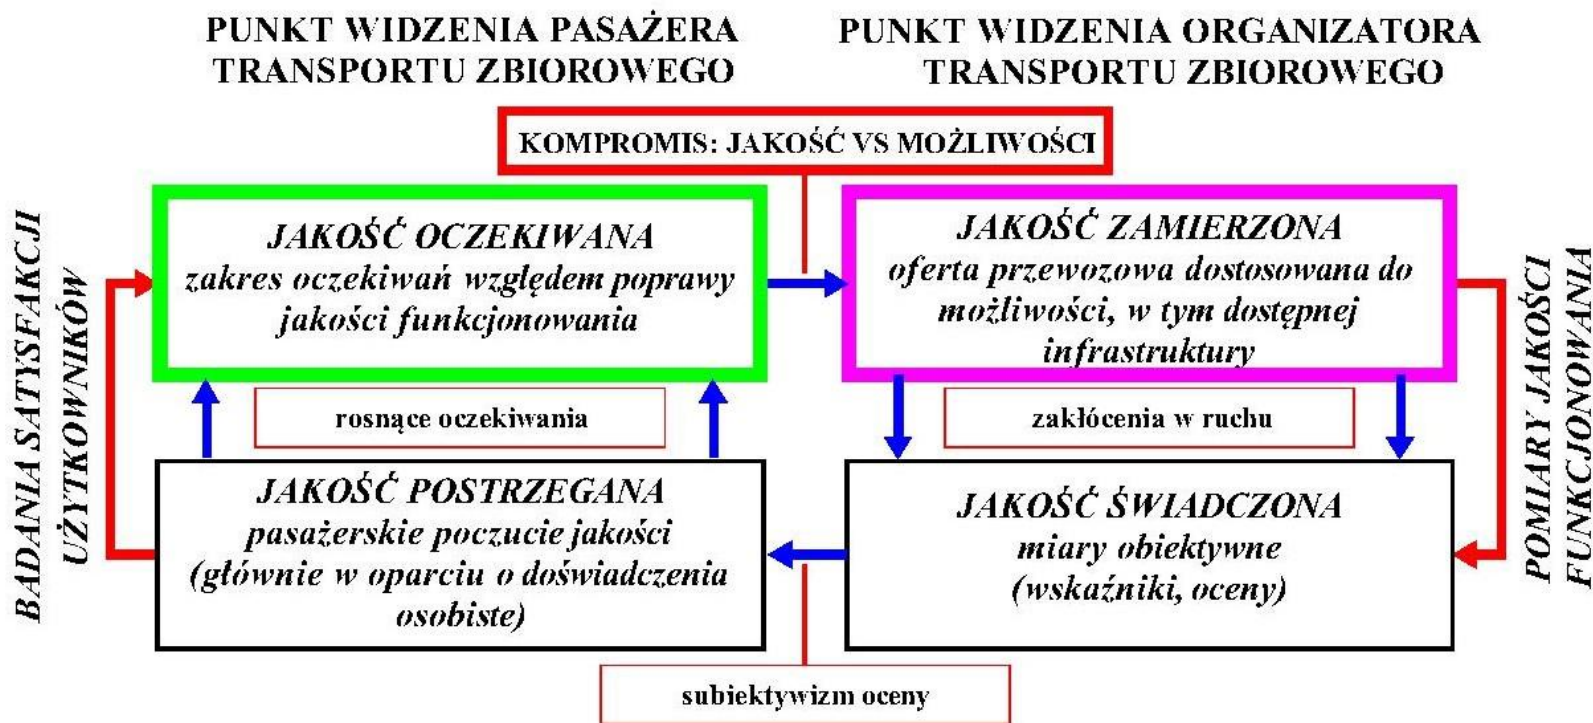 PUNKT WIDZENIA PASAŻERA
TRANSPORTU ZBIOROWEGO
PUNKT WIDZENIA ORGANIZATORA
TRANSPORTU ZBIOROWEGO
KOMPROMIS: JAKOŚĆ VS MOŻLIWOŚCI
BADANIA SATYSFAKCJI
UŻYTKOWNIKÓW
JAKOŚĆ OCZEKIWANA
zakres oczekiwań względem poprawy
jakości funkcjonowania
JAKOŚĆ ZAMIERZONA
oferta przewozowa dostosowana do
możliwości, w tym dostępnej
infrastruktury
POMIARY JAKOŚCI
FUNKCJONOWANIA
rosnące oczekiwania
zakłócenia w ruchu
JAKOŚĆ POSTRZEGANA
pasażerskie poczucie jakości
(głównie w oparciu o doświadczenia
osobiste)
JAKOŚĆ ŚWIADCZONA
miary obiektywne
(wskaźniki, oceny)
subiektywizm oceny